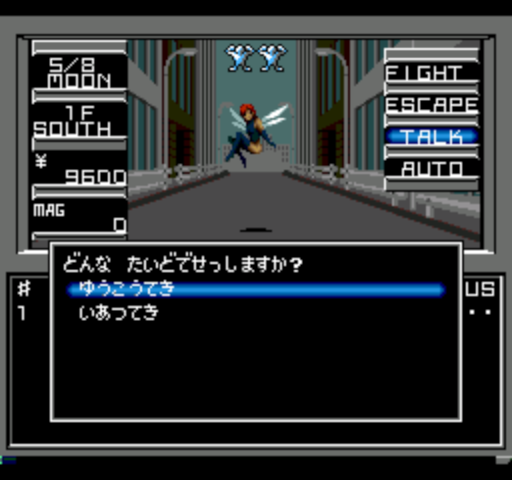 5/8
MOON
1F
SOUTH
¥
9600
MAG
0
FIGHT
ESCAPE
TALK
AUTO
どんな たいどでせっしますか?
ゆうこうてき
いあつてき
#
US
1
··